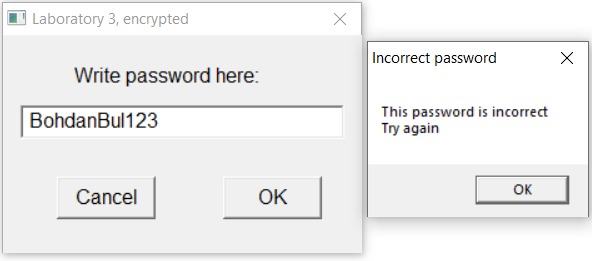 Laboratory 3, encrypted
Write password here:
BohdanBul123
Cancel
OK
Incorrect password
This password is incorrect
Try again
OK